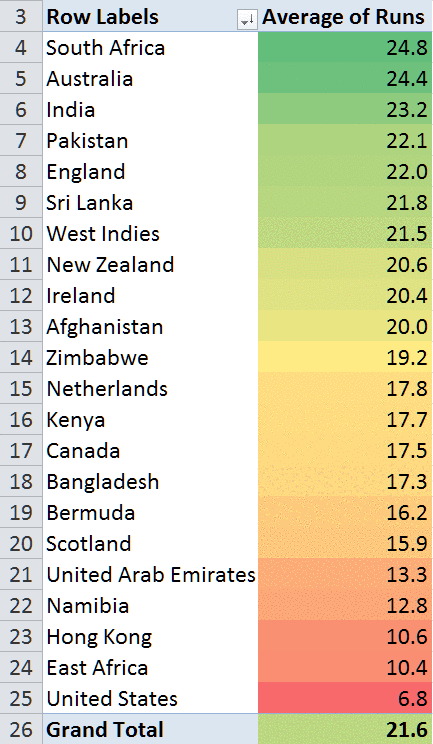 3 Row Labels Average of Runs
4 South Africa 24.8
5 Australia 24.4
6 India 23.2
7 Pakistan 22.1
8 England 22.0
9 Sri Lanka 21.8
10 West Indies 21.5
11 New Zealand 20.6
12 Ireland 20.4
13 Afghanistan 20.0
14 Zimbabwe 19.2
15 Netherlands 17.8
16 Kenya 17.7
17 Canada 17.5
18 Bangladesh 17.3
19 Bermuda 16.2
20 Scotland 15.9
21 United Arab Emirates 13.3
22 Namibia 12.8
23 Hong Kong 10.6
24 East Africa 10.4
25 United States 6.8
26 Grand Total 21.6